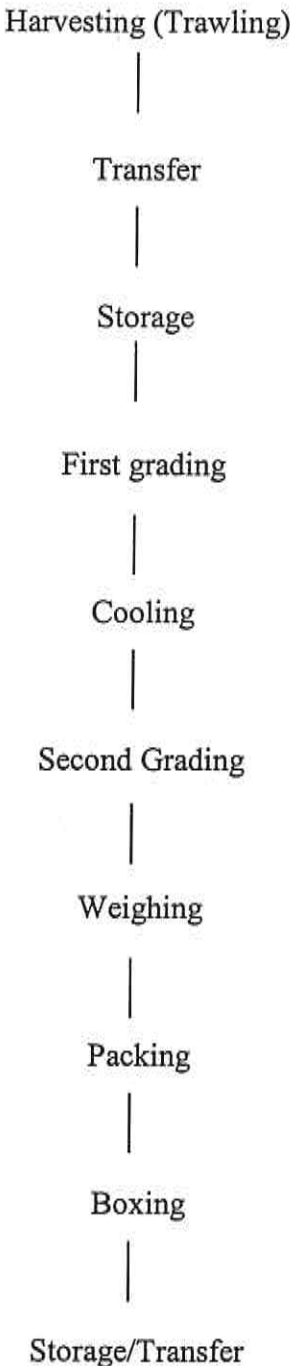 Harvesting (Trawling)
Transfer
Storage
First grading
Cooling
Second Grading
Weighing
Packing
Boxing
Storage/Transfer